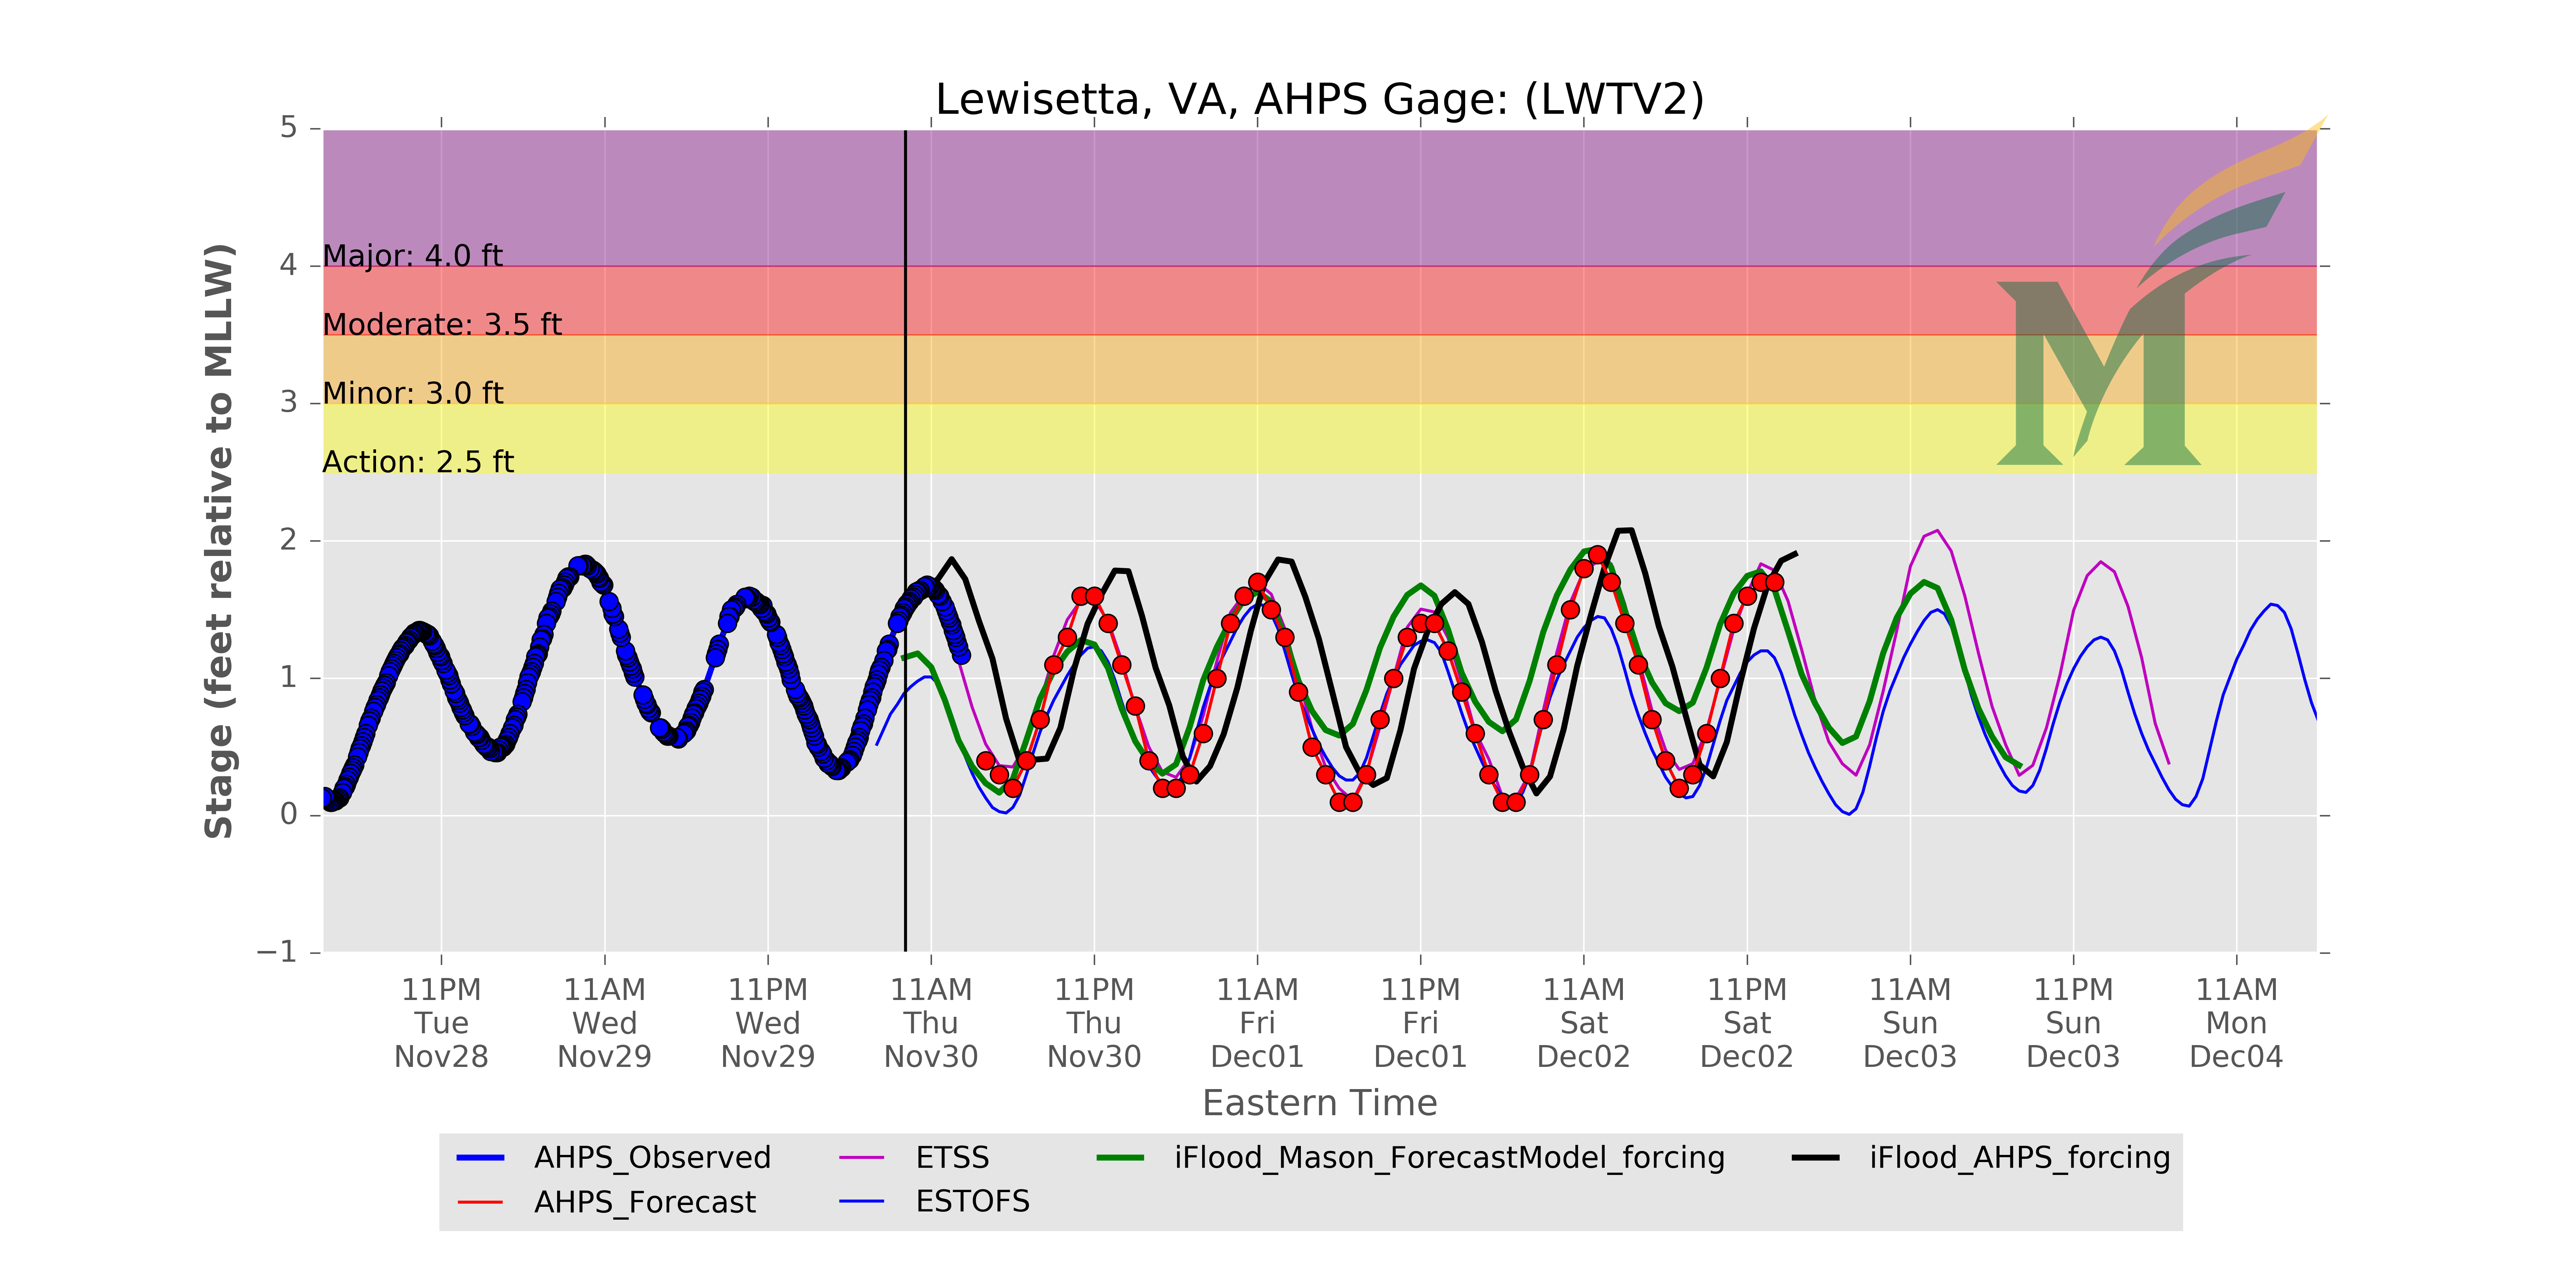 Lewisetta, VA, AHPS Gage: (LWTV2)
Stage (feet relative to MLLW)
5
4
3
2
1
0
−1
Major: 4.0 ft
Moderate: 3.5 ft
Minor: 3.0 ft
Action: 2.5 ft
11PM
Tue
Nov28
11AM
Wed
Nov29
11PM
Wed
Nov29
11AM
Thu
Nov30
11PM
Thu
Nov30
11AM
Fri
Dec01
11PM
Fri
Dec01
11AM
Sat
Dec02
11PM
Sat
Dec02
11AM
Sun
Dec03
11PM
Sun
Dec03
11AM
Mon
Dec04
Eastern Time
AHPS_Observed
AHPS_Forecast
ETSS
ESTOFS
iFlood_Mason_ForecastModel_forcing
iFlood_AHPS_forcing
M